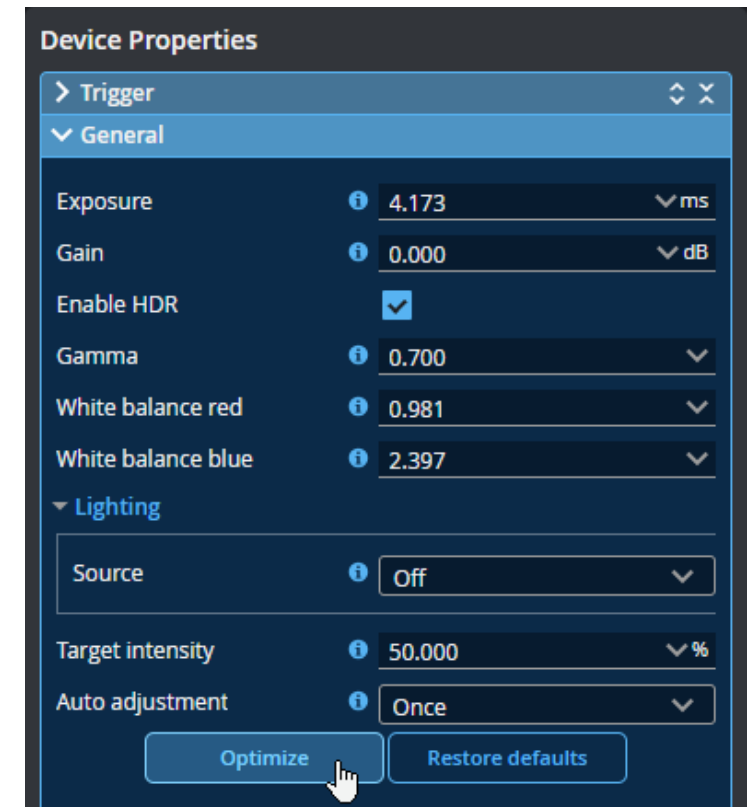 Device Properties
Trigger
General
Exposure 4.173 ms
Gain 0.000 dB
Enable HDR
Gamma 0.700
White balance red 0.981
White balance blue 2.397
Lighting
Source Off
Target intensity 50.000 %
Auto adjustment Once
Optimize Restore defaults